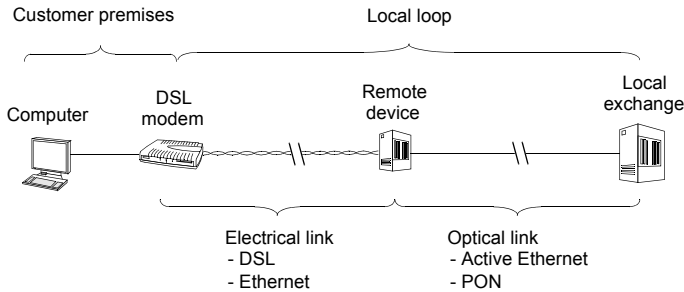 Customer premises
Local loop
Computer
DSL
modem
Remote
device
Local
exchange
Electrical link
- DSL
- Ethernet
Optical link
- Active Ethernet
- PON